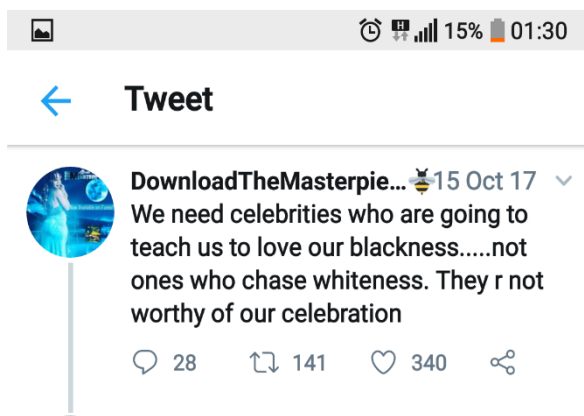 H 15% 01:30
Tweet
DownloadTheMasterpie... 🐝15 Oct 17
We need celebrities who are going to
teach us to love our blackness.....not
ones who chase whiteness. They r not
worthy of our celebration
28 141 340